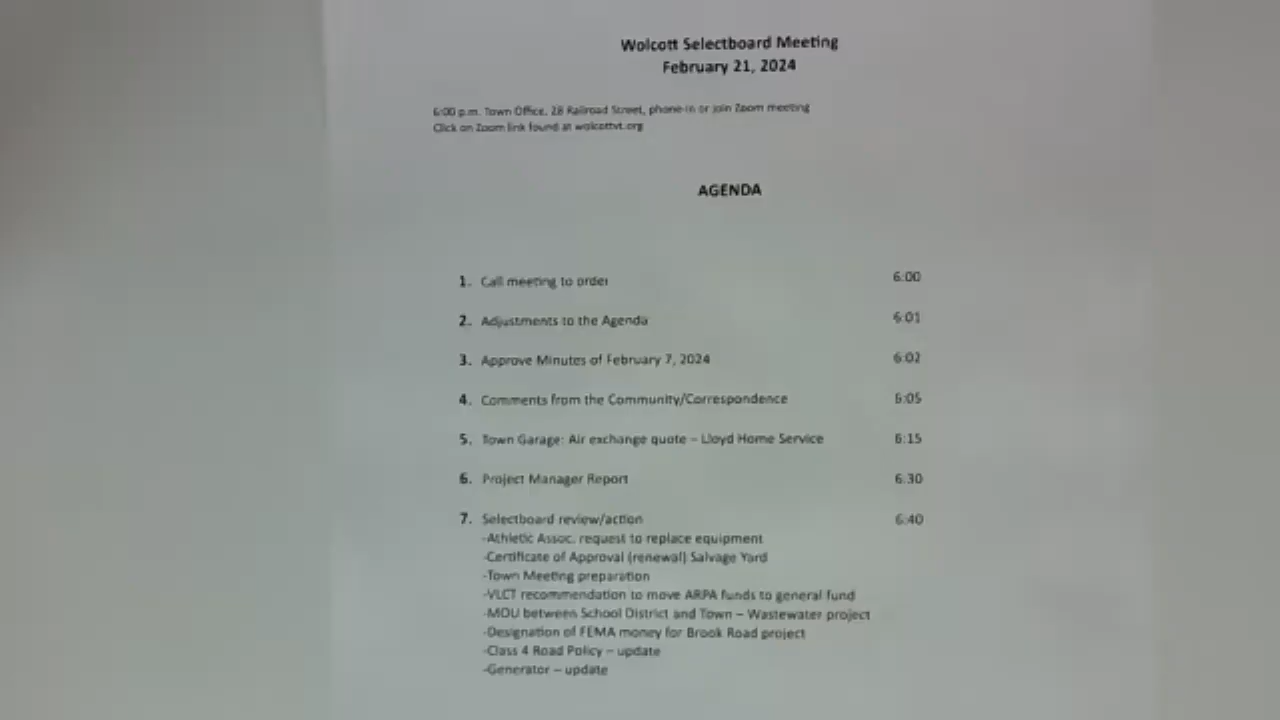 Wolcott Selectboard Meeting
February 21, 2024
6:00 p.m. Town Office, 28 Railroad Street, phone-in or join Zoom meeting
Click on Zoom link found at wolcottvt.org
AGENDA
1. Call meeting to order 6:00
2. Adjustments to the Agenda 6:01
3. Approve Minutes of February 7, 2024 6:02
4. Comments from the Community/Correspondence 6:05
5. Town Garage: Air exchange quote – Lloyd Home Service 6:15
6. Project Manager Report 6:30
7. Selectboard review/action 6:40
-Athletic Assoc. request to replace equipment
-Certificate of Approval (renewal) Salvage Yard
-Town Meeting preparation
-VLCT recommendation to move ARPA funds to general fund
-MOU between School District and Town – Wastewater project
-Designation of FEMA money for Brook Road project
-Class 4 Road Policy – update
-Generator – update